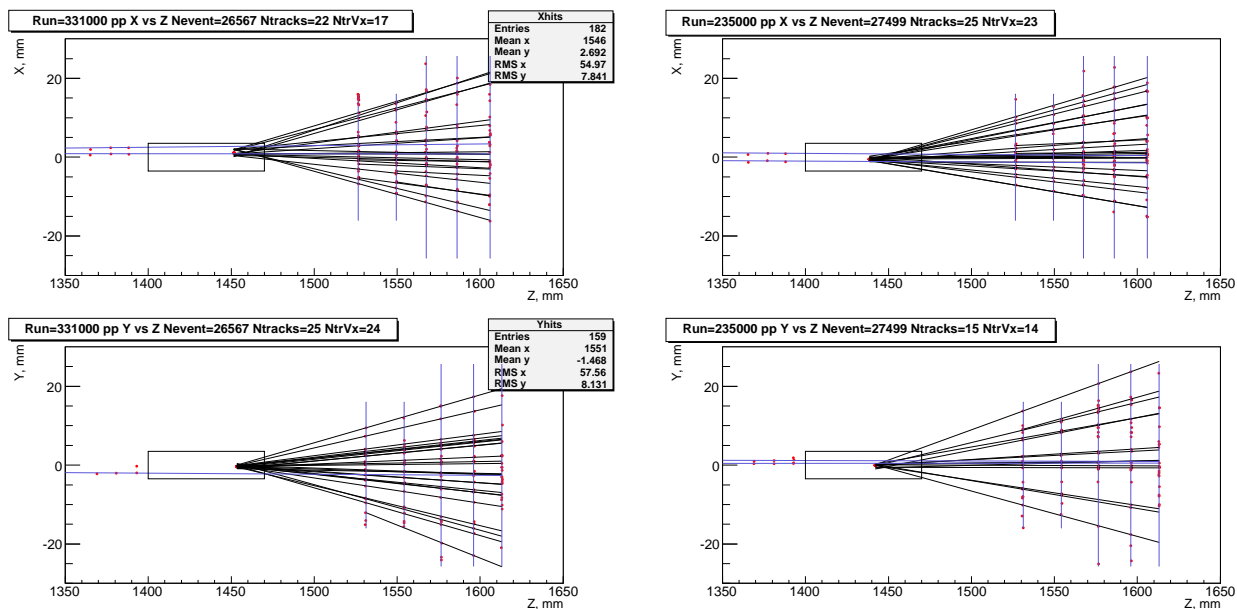 Run=331000 pp X vs Z Nevent=26567 Ntracks=22 NtrVx=17
Xhits
Entries 182
Mean x 1546
Mean y 2.692
RMS x 54.97
RMS y 7.841
X, mm
20
0
-20
1350 1400 1450 1500 1550 1600 1650
Z, mm
Run=235000 pp X vs Z Nevent=27499 Ntracks=25 NtrVx=23
X, mm
20
0
-20
1350 1400 1450 1500 1550 1600 1650
Z, mm
Run=331000 pp Y vs Z Nevent=26567 Ntracks=25 NtrVx=24
Yhits
Entries 159
Mean x 1551
Mean y -1.468
RMS x 57.56
RMS y 8.131
Y, mm
20
0
-20
1350 1400 1450 1500 1550 1600 1650
Z, mm
Run=235000 pp Y vs Z Nevent=27499 Ntracks=15 NtrVx=14
Y, mm
20
0
-20
1350 1400 1450 1500 1550 1600 1650
Z, mm